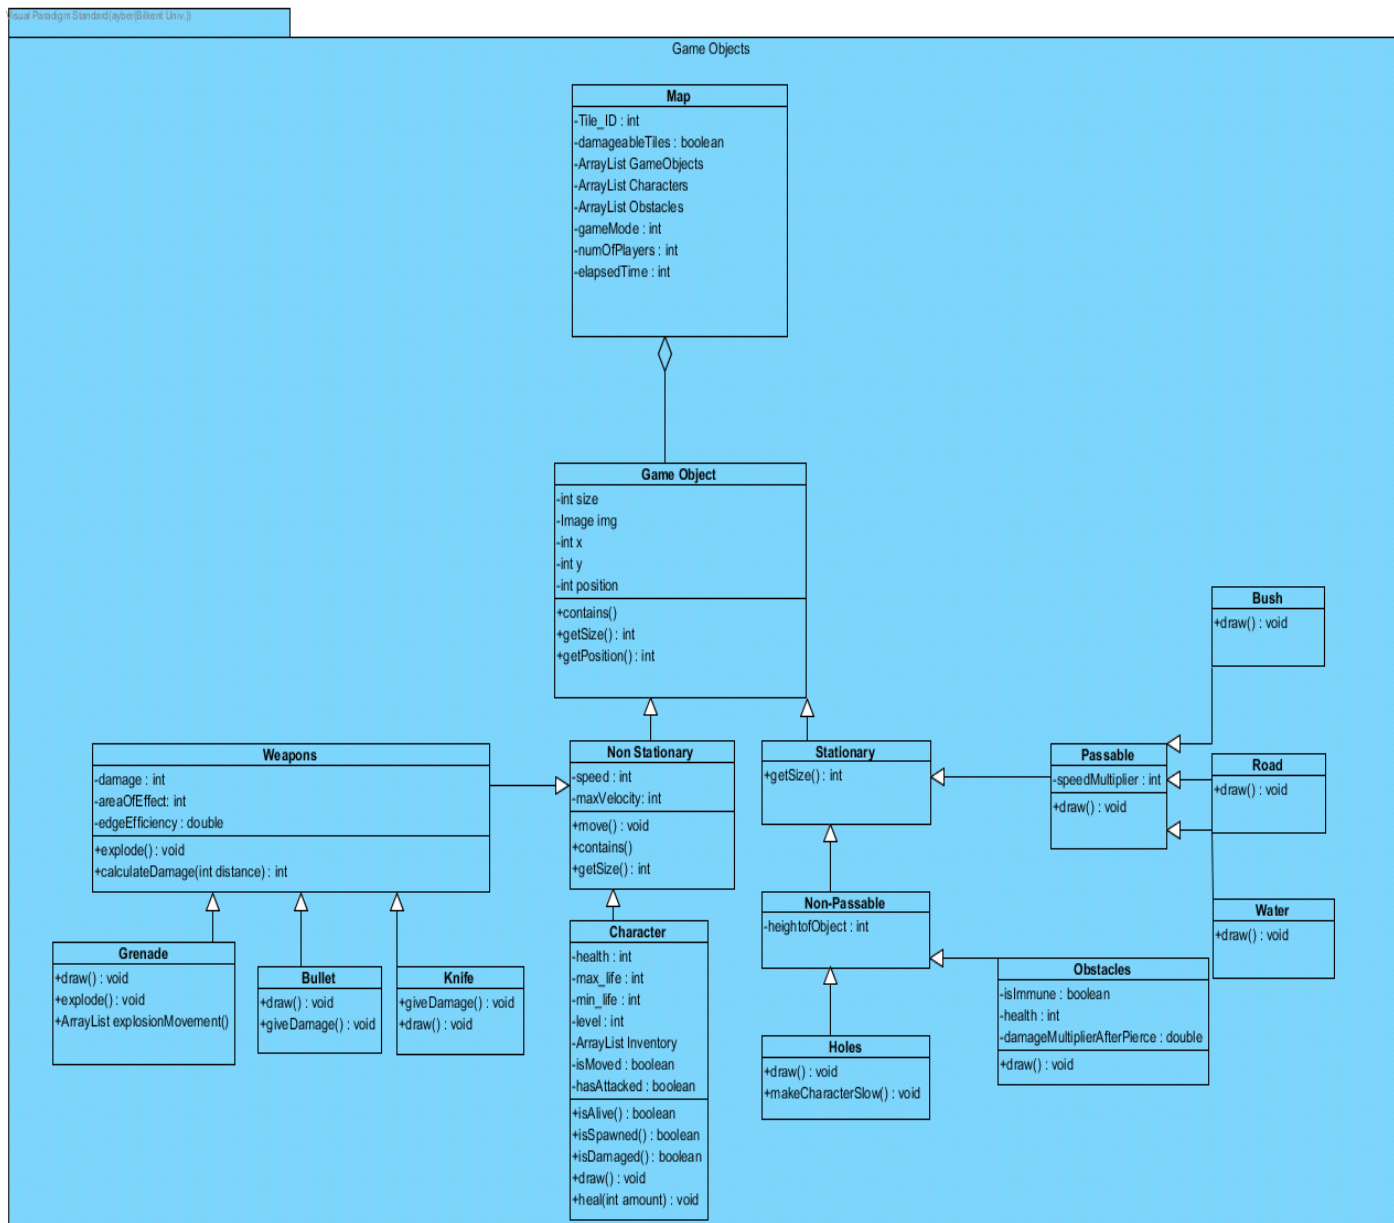 Visual Paradigm Standard(ayber(Bilkent Univ.))
Game Objects
Map
-Tile_ID : int
-damageableTiles : boolean
-ArrayList GameObjects
-ArrayList Characters
-ArrayList Obstacles
-gameMode : int
-numOfPlayers : int
-elapsedTime : int
Game Object
-int size
-Image img
-int x
-int y
-int position
+contains()
+getSize() : int
+getPosition() : int
Weapons
-damage : int
-areaOfEffect: int
-edgeEfficiency : double
+explode() : void
+calculateDamage(int distance) : int
Non Stationary
-speed : int
-maxVelocity: int
+move() : void
+contains()
+getSize() : int
Stationary
+getSize() : int
Passable
-speedMultiplier : int
+draw() : void
Bush
+draw() : void
Road
+draw() : void
Water
+draw() : void
Grenade
+draw() : void
+explode() : void
+ArrayList explosionMovement()
Bullet
+draw() : void
+giveDamage() : void
Knife
+giveDamage() : void
+draw() : void
Character
-health : int
-max_life : int
-min_life : int
-level : int
-ArrayList Inventory
-isMoved : boolean
-hasAttacked : boolean
+isAlive() : boolean
+isSpawned() : boolean
+isDamaged() : boolean
+draw() : void
+heal(int amount) : void
Non-Passable
-heightofObject : int
Holes
+draw() : void
+makeCharacterSlow() : void
Obstacles
-isImmune : boolean
-health : int
-damageMultiplierAfterPierce : double
+draw() : void